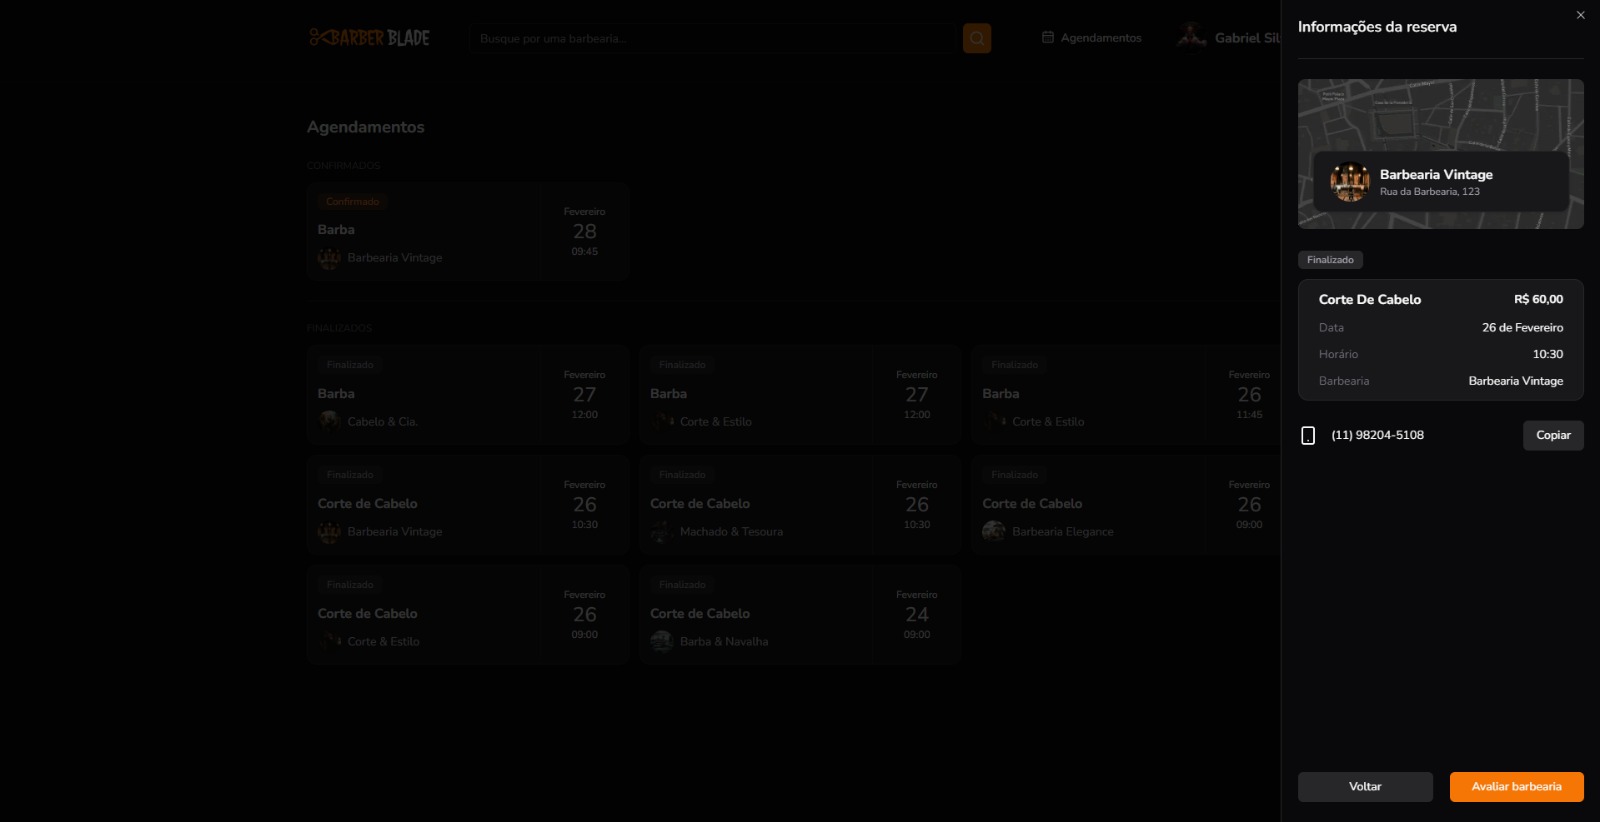 BARBER BLADE
Busque por uma barbearia...
Agendamentos
Gabriel Sil
Agendamentos
CONFIRMADOS
Confirmado
Barba
Barbearia Vintage
Fevereiro
28
09:45
FINALIZADOS
Finalizado
Barba
Cabelo & Cia.
Fevereiro
27
12:00
Finalizado
Barba
Corte & Estilo
Fevereiro
27
12:00
Finalizado
Barba
Corte & Estilo
Fevereiro
26
11:45
Finalizado
Corte de Cabelo
Barbearia Vintage
Fevereiro
26
10:30
Finalizado
Corte de Cabelo
Machado & Tesoura
Fevereiro
26
10:30
Finalizado
Corte de Cabelo
Barbearia Elegance
Fevereiro
26
09:00
Finalizado
Corte de Cabelo
Corte & Estilo
Fevereiro
26
09:00
Finalizado
Corte de Cabelo
Barba & Navalha
Fevereiro
24
09:00
Informações da reserva
Barbearia Vintage
Rua da Barbearia, 123
Finalizado
Corte De Cabelo
R$ 60,00
Data
26 de Fevereiro
Horário
10:30
Barbearia
Barbearia Vintage
(11) 98204-5108
Copiar
Voltar
Avaliar barbearia